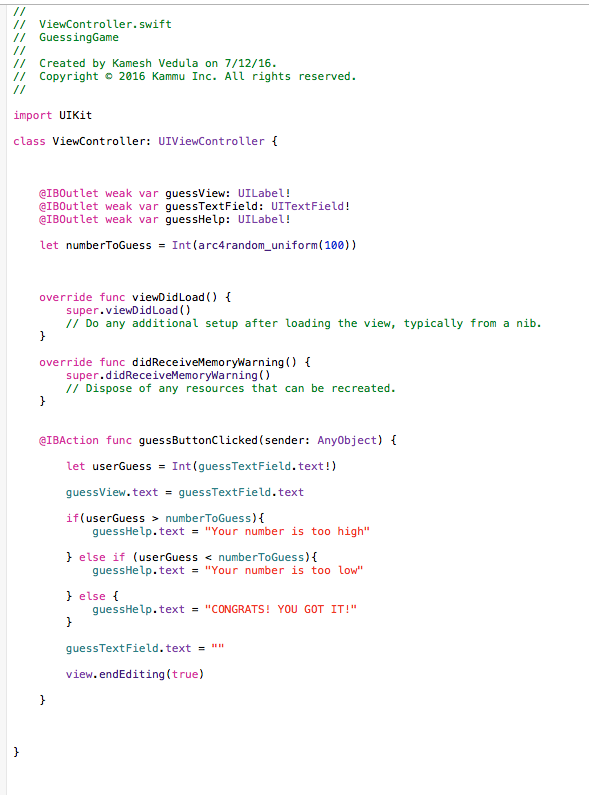 //
//  ViewController.swift
//  GuessingGame
//
//  Created by Kamesh Vedula on 7/12/16.
//  Copyright © 2016 Kammu Inc. All rights reserved.
//
import UIKit
class ViewController: UIViewController {
    @IBOutlet weak var guessView: UILabel!
    @IBOutlet weak var guessTextField: UITextField!
    @IBOutlet weak var guessHelp: UILabel!
    let numberToGuess = Int(arc4random_uniform(100))
    override func viewDidLoad() {
        super.viewDidLoad()
        // Do any additional setup after loading the view, typically from a nib.
    }
    override func didReceiveMemoryWarning() {
        super.didReceiveMemoryWarning()
        // Dispose of any resources that can be recreated.
    }
    @IBAction func guessButtonClicked(sender: AnyObject) {
        let userGuess = Int(guessTextField.text!)
        guessView.text = guessTextField.text
        if(userGuess > numberToGuess){
            guessHelp.text = "Your number is too high"
        } else if (userGuess < numberToGuess){
            guessHelp.text = "Your number is too low"
        } else {
            guessHelp.text = "CONGRATS! YOU GOT IT!"
        }
        guessTextField.text = ""
        view.endEditing(true)
    }
}